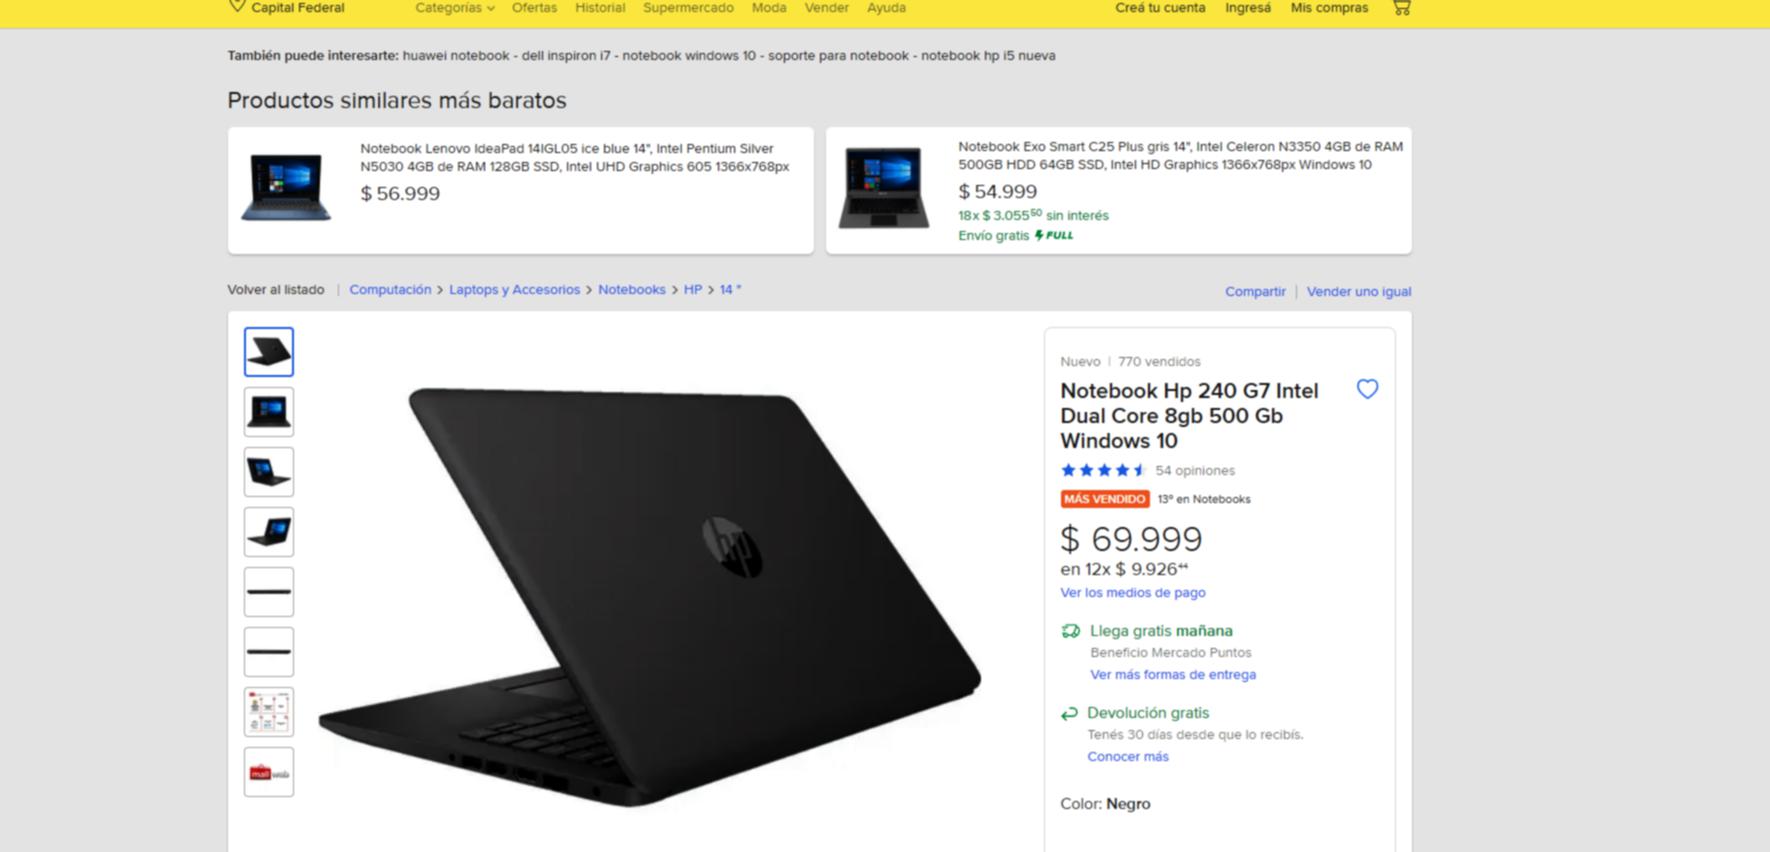 Capital Federal
Categorías Ofertas Historial Supermercado Moda Vender Ayuda
Creá tu cuenta Ingresá Mis compras
También puede interesarte: huawei notebook - dell inspiron i7 - notebook windows 10 - soporte para notebook - notebook hp i5 nueva
Productos similares más baratos
Notebook Lenovo IdeaPad 14IGL05 ice blue 14", Intel Pentium Silver
N5030 4GB de RAM 128GB SSD, Intel UHD Graphics 605 1366x768px
$ 56.999
Notebook Exo Smart C25 Plus gris 14", Intel Celeron N3350 4GB de RAM
500GB HDD 64GB SSD, Intel HD Graphics 1366x768px Windows 10
$ 54.999
18x $ 3.055⁵⁰ sin interés
Envío gratis FULL
Volver al listado | Computación > Laptops y Accesorios > Notebooks > HP > 14 "
Compartir | Vender uno igual
hp
Nuevo | 770 vendidos
Notebook Hp 240 G7 Intel
Dual Core 8gb 500 Gb
Windows 10
54 opiniones
MÁS VENDIDO 13º en Notebooks
$ 69.999
en 12x $ 9.926⁴⁴
Ver los medios de pago
Llega gratis mañana
Beneficio Mercado Puntos
Ver más formas de entrega
Devolución gratis
Tenés 30 días desde que lo recibís.
Conocer más
Color: Negro
mall